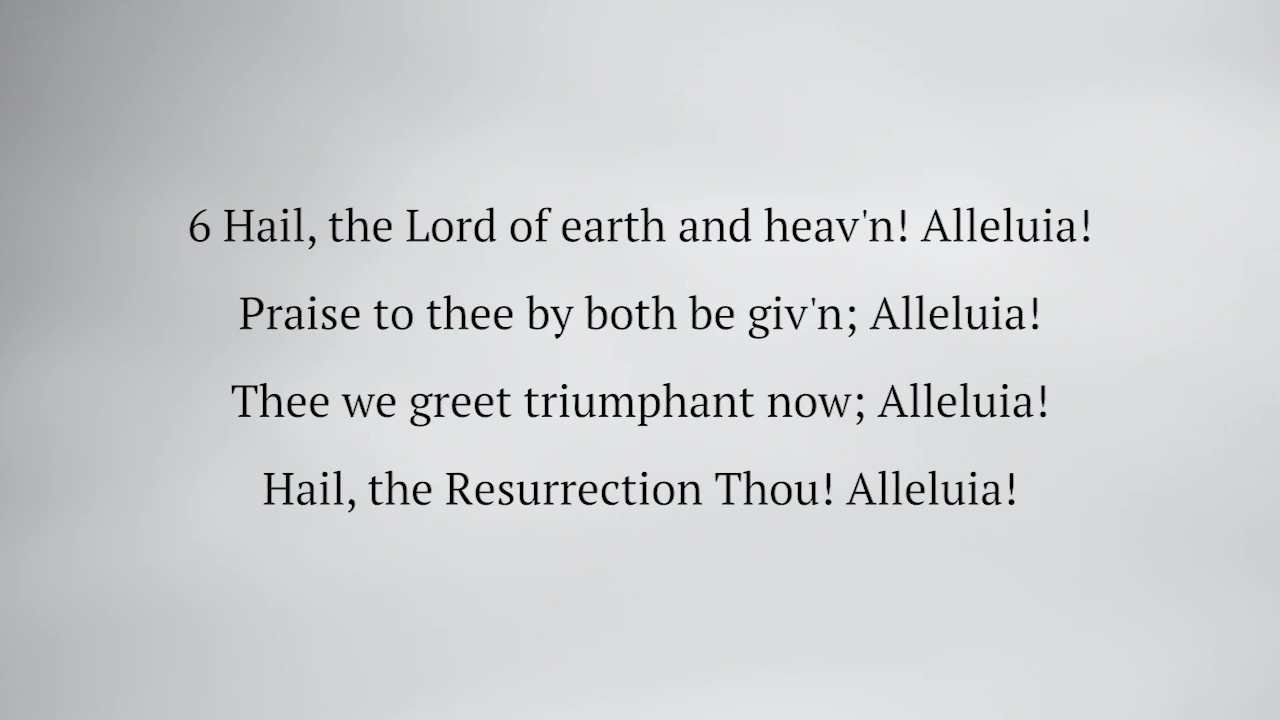 6 Hail, the Lord of earth and heav'n! Alleluia!
Praise to thee by both be giv'n; Alleluia!
Thee we greet triumphant now; Alleluia!
Hail, the Resurrection Thou! Alleluia!